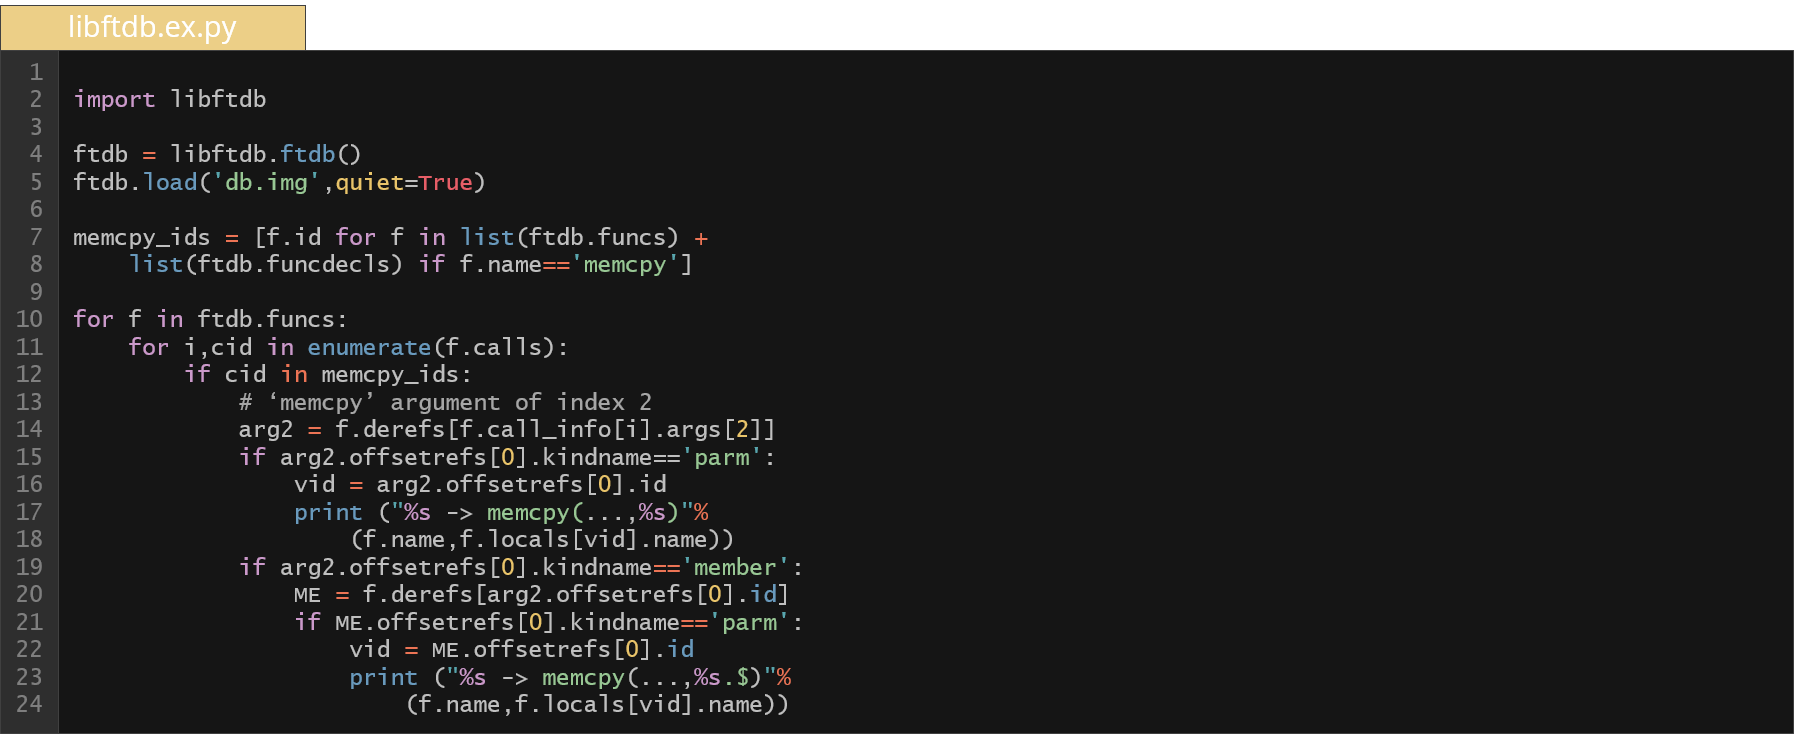 libftdb.ex.py
1
2 import libftdb
3
4 ftdb = libftdb.ftdb()
5 ftdb.load('db.img',quiet=True)
6
7 memcpy_ids = [f.id for f in list(ftdb.funcs) +
8     list(ftdb.funcdecls) if f.name=='memcpy']
9
10 for f in ftdb.funcs:
11     for i,cid in enumerate(f.calls):
12         if cid in memcpy_ids:
13             # ‘memcpy’ argument of index 2
14             arg2 = f.derefs[f.call_info[i].args[2]]
15             if arg2.offsetrefs[0].kindname=='parm':
16                 vid = arg2.offsetrefs[0].id
17                 print ("%s -> memcpy(...,%s)"%
18                     (f.name,f.locals[vid].name))
19             if arg2.offsetrefs[0].kindname=='member':
20                 ME = f.derefs[arg2.offsetrefs[0].id]
21                 if ME.offsetrefs[0].kindname=='parm':
22                     vid = ME.offsetrefs[0].id
23                     print ("%s -> memcpy(...,%s.$)"%
24                         (f.name,f.locals[vid].name))